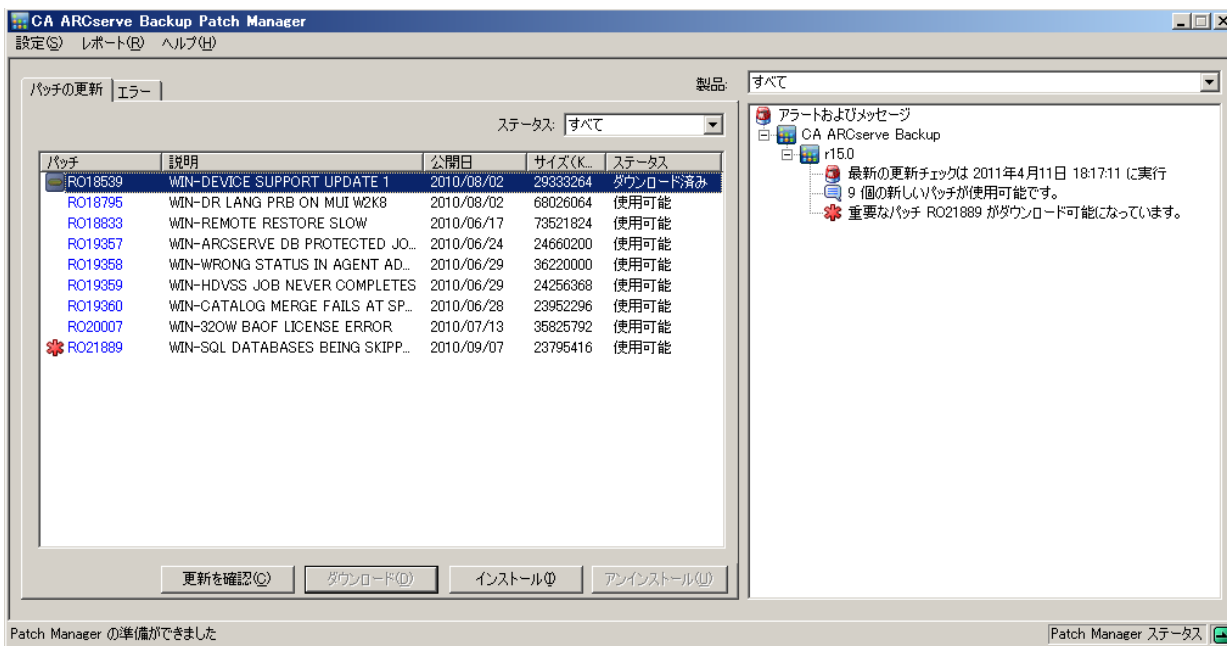 CA ARCserve Backup Patch Manager
設定(S) レポート(R) ヘルプ(H)
パッチの更新 エラー
製品: すべて
ステータス: すべて
パッチ 説明 公開日 サイズ(K... ステータス
RO18539 WIN-DEVICE SUPPORT UPDATE 1 2010/08/02 29333264 ダウンロード済み
RO18795 WIN-DR LANG PRB ON MUI W2K8 2010/08/02 68026064 使用可能
RO18833 WIN-REMOTE RESTORE SLOW 2010/06/17 73521824 使用可能
RO19357 WIN-ARCSERVE DB PROTECTED JO... 2010/06/24 24660200 使用可能
RO19358 WIN-WRONG STATUS IN AGENT AD... 2010/06/29 36220000 使用可能
RO19359 WIN-HDVSS JOB NEVER COMPLETES 2010/06/29 24256368 使用可能
RO19360 WIN-CATALOG MERGE FAILS AT SP... 2010/06/28 23952296 使用可能
RO20007 WIN-32OW BAOF LICENSE ERROR 2010/07/13 35825792 使用可能
RO21889 WIN-SQL DATABASES BEING SKIPP... 2010/09/07 23795416 使用可能
更新を確認(C) ダウンロード(D) インストール(I) アンインストール(U)
アラートおよびメッセージ
CA ARCserve Backup
r15.0
最新の更新チェックは 2011年4月11日 18:17:11 に実行
9 個の新しいパッチが使用可能です。
重要なパッチ RO21889 がダウンロード可能になっています。
Patch Manager の準備ができました
Patch Manager ステータス